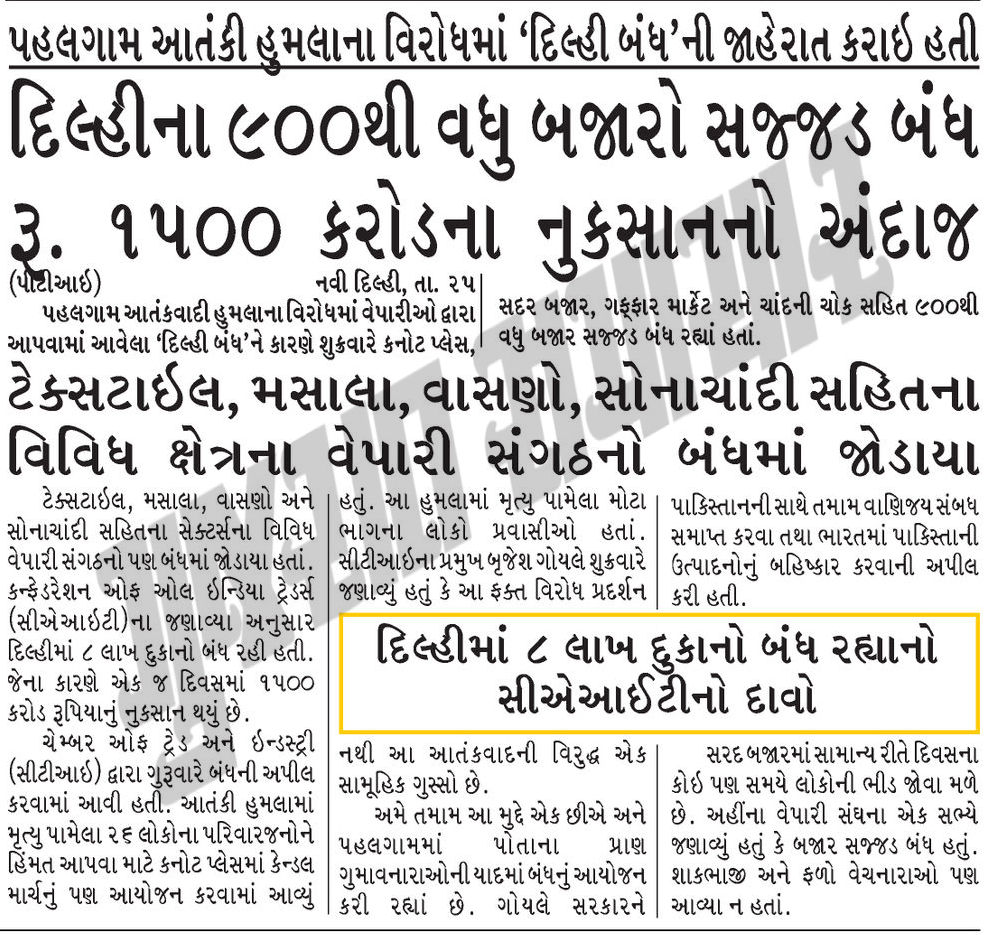 પહલગામ આતંકી હુમલાના વિરોધમાં ‘દિલ્હી બંધ’ની જાહેરાત કરાઇ હતી
દિલ્હીના ૯૦૦થી વધુ બજારો સજ્જડ બંધ
રૂ. ૧૫૦૦ કરોડના નુકસાનનો અંદાજ
(પીટીઆઇ) નવી દિલ્હી, તા. ૨૫
પહલગામ આતંકવાદી હુમલાના વિરોધમાં વેપારીઓ દ્વારા
આપવામાં આવેલા ‘દિલ્હી બંધ’ને કારણે શુક્રવારે કનોટ પ્લેસ,
સદર બજાર, ગફ્ફાર માર્કેટ અને ચાંદની ચોક સહિત ૯૦૦થી
વધુ બજાર સજ્જડ બંધ રહ્યાં હતાં.
ટેક્સટાઇલ, મસાલા, વાસણો, સોનાચાંદી સહિતના
વિવિધ ક્ષેત્રના વેપારી સંગઠનો બંધમાં જોડાયા
ટેક્સટાઇલ, મસાલા, વાસણો અને
સોનાચાંદી સહિતના સેક્ટર્સના વિવિધ
વેપારી સંગઠનો પણ બંધમાં જોડાયા હતાં.
કન્ફેડરેશન ઓફ ઓલ ઇન્ડિયા ટ્રેડર્સ
(સીએઆઇટી)ના જણાવ્યા અનુસાર
દિલ્હીમાં ૮ લાખ દુકાનો બંધ રહી હતી.
જેના કારણે એક જ દિવસમાં ૧૫૦૦
કરોડ રૂપિયાનું નુકસાન થયું છે.
ચેમ્બર ઓફ ટ્રેડ અને ઇન્ડસ્ટ્રી
(સીટીઆઇ) દ્વારા ગુરૂવારે બંધની અપીલ
કરવામાં આવી હતી. આતંકી હુમલામાં
મૃત્યુ પામેલા ૨૬ લોકોના પરિવારજનોને
હિંમત આપવા માટે કનોટ પ્લેસમાં કેન્ડલ
માર્ચનું પણ આયોજન કરવામાં આવ્યું
હતું. આ હુમલામાં મૃત્યુ પામેલા મોટા
ભાગના લોકો પ્રવાસીઓ હતાં.
સીટીઆઇના પ્રમુખ બૃજેશ ગોયલે શુક્રવારે
જણાવ્યું હતું કે આ ફક્ત વિરોધ પ્રદર્શન
દિલ્હીમાં ૮ લાખ દુકાનો બંધ રહ્યાનો
સીએઆઈટીનો દાવો
નથી આ આતંકવાદની વિરુદ્ધ એક
સામૂહિક ગુસ્સો છે.
અમે તમામ આ મુદ્દે એક છીએ અને
પહલગામમાં પોતાના પ્રાણ
ગુમાવનારાઓની યાદમાં બંધનું આયોજન
કરી રહ્યાં છે. ગોયલે સરકારને
પાકિસ્તાનની સાથે તમામ વાણિજય સંબધ
સમાપ્ત કરવા તથા ભારતમાં પાકિસ્તાની
ઉત્પાદનોનું બહિષ્કાર કરવાની અપીલ
કરી હતી.
સરદ બજારમાં સામાન્ય રીતે દિવસના
કોઇ પણ સમયે લોકોની ભીડ જોવા મળે
છે. અહીંના વેપારી સંઘના એક સભ્યે
જણાવ્યું હતું કે બજાર સજ્જડ બંધ હતું.
શાકભાજી અને ફળો વેચનારાઓ પણ
આવ્યા ન હતાં.
ગુજરાત સમાચાર